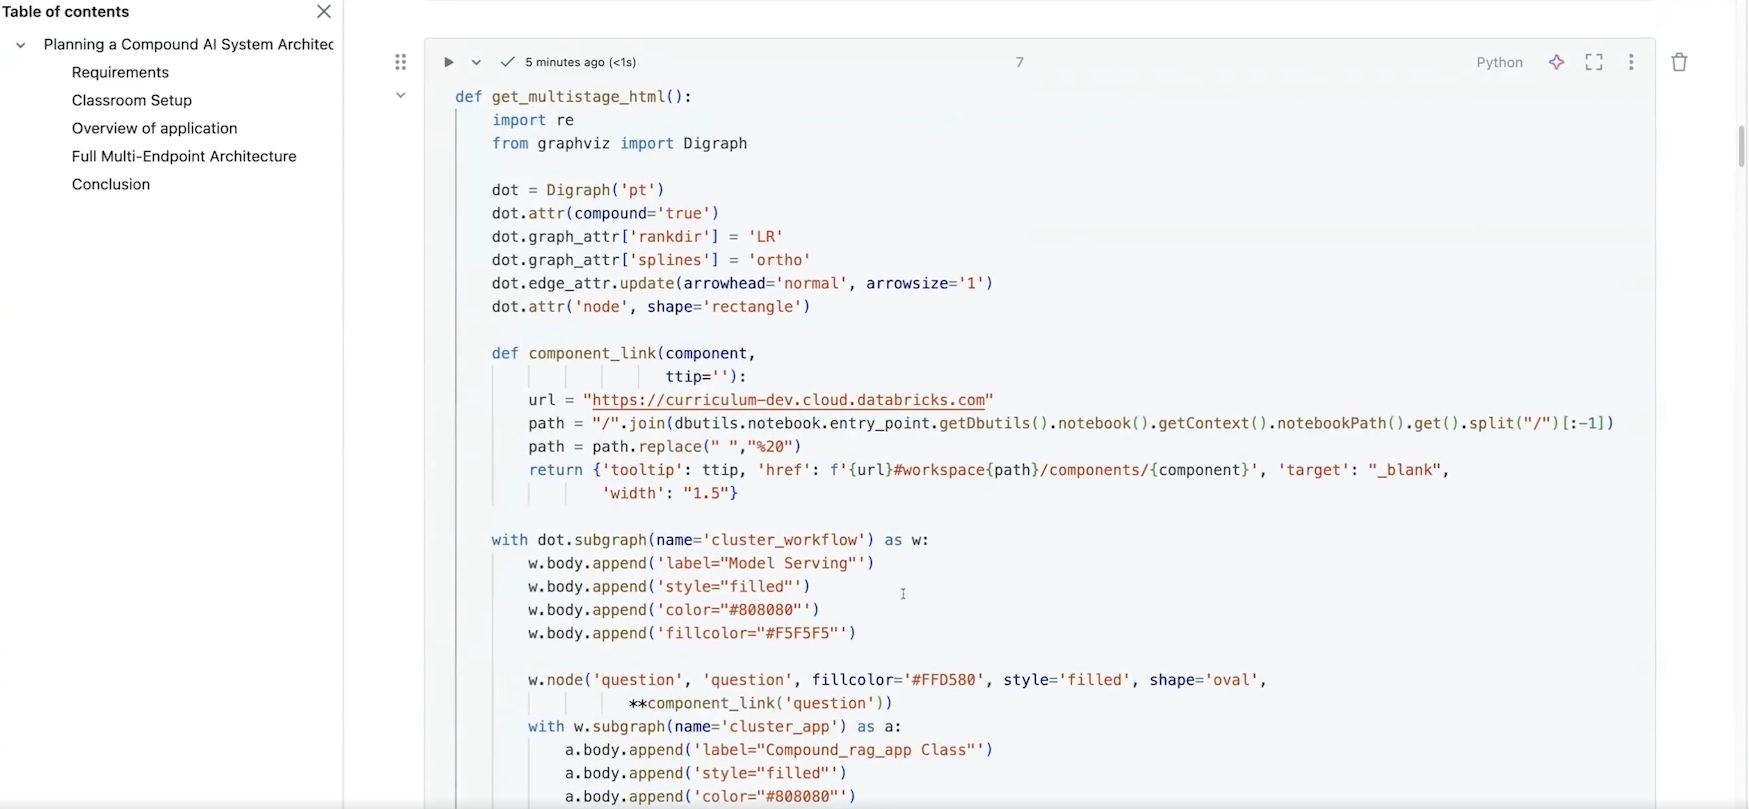 Table of contents
Planning a Compound AI System Architec
Requirements
Classroom Setup
Overview of application
Full Multi-Endpoint Architecture
Conclusion
5 minutes ago (<1s)
7
Python
def get_multistage_html():
import re
from graphviz import Digraph
dot = Digraph('pt')
dot.attr(compound='true')
dot.graph_attr['rankdir'] = 'LR'
dot.graph_attr['splines'] = 'ortho'
dot.edge_attr.update(arrowhead='normal', arrowsize='1')
dot.attr('node', shape='rectangle')
def component_link(component,
ttip=''):
url = "https://curriculum-dev.cloud.databricks.com"
path = "/".join(dbutils.notebook.entry_point.getDbutils().notebook().getContext().notebookPath().get().split("/")[:-1])
path = path.replace(" ","%20")
return {'tooltip': ttip, 'href': f'{url}#workspace{path}/components/{component}', 'target': "_blank",
'width': "1.5"}
with dot.subgraph(name='cluster_workflow') as w:
w.body.append('label="Model Serving"')
w.body.append('style="filled"')
w.body.append('color="#808080"')
w.body.append('fillcolor="#F5F5F5"')
w.node('question', 'question', fillcolor='#FFD580', style='filled', shape='oval',
**component_link('question'))
with w.subgraph(name='cluster_app') as a:
a.body.append('label="Compound_rag_app Class"')
a.body.append('style="filled"')
a.body.append('color="#808080"')